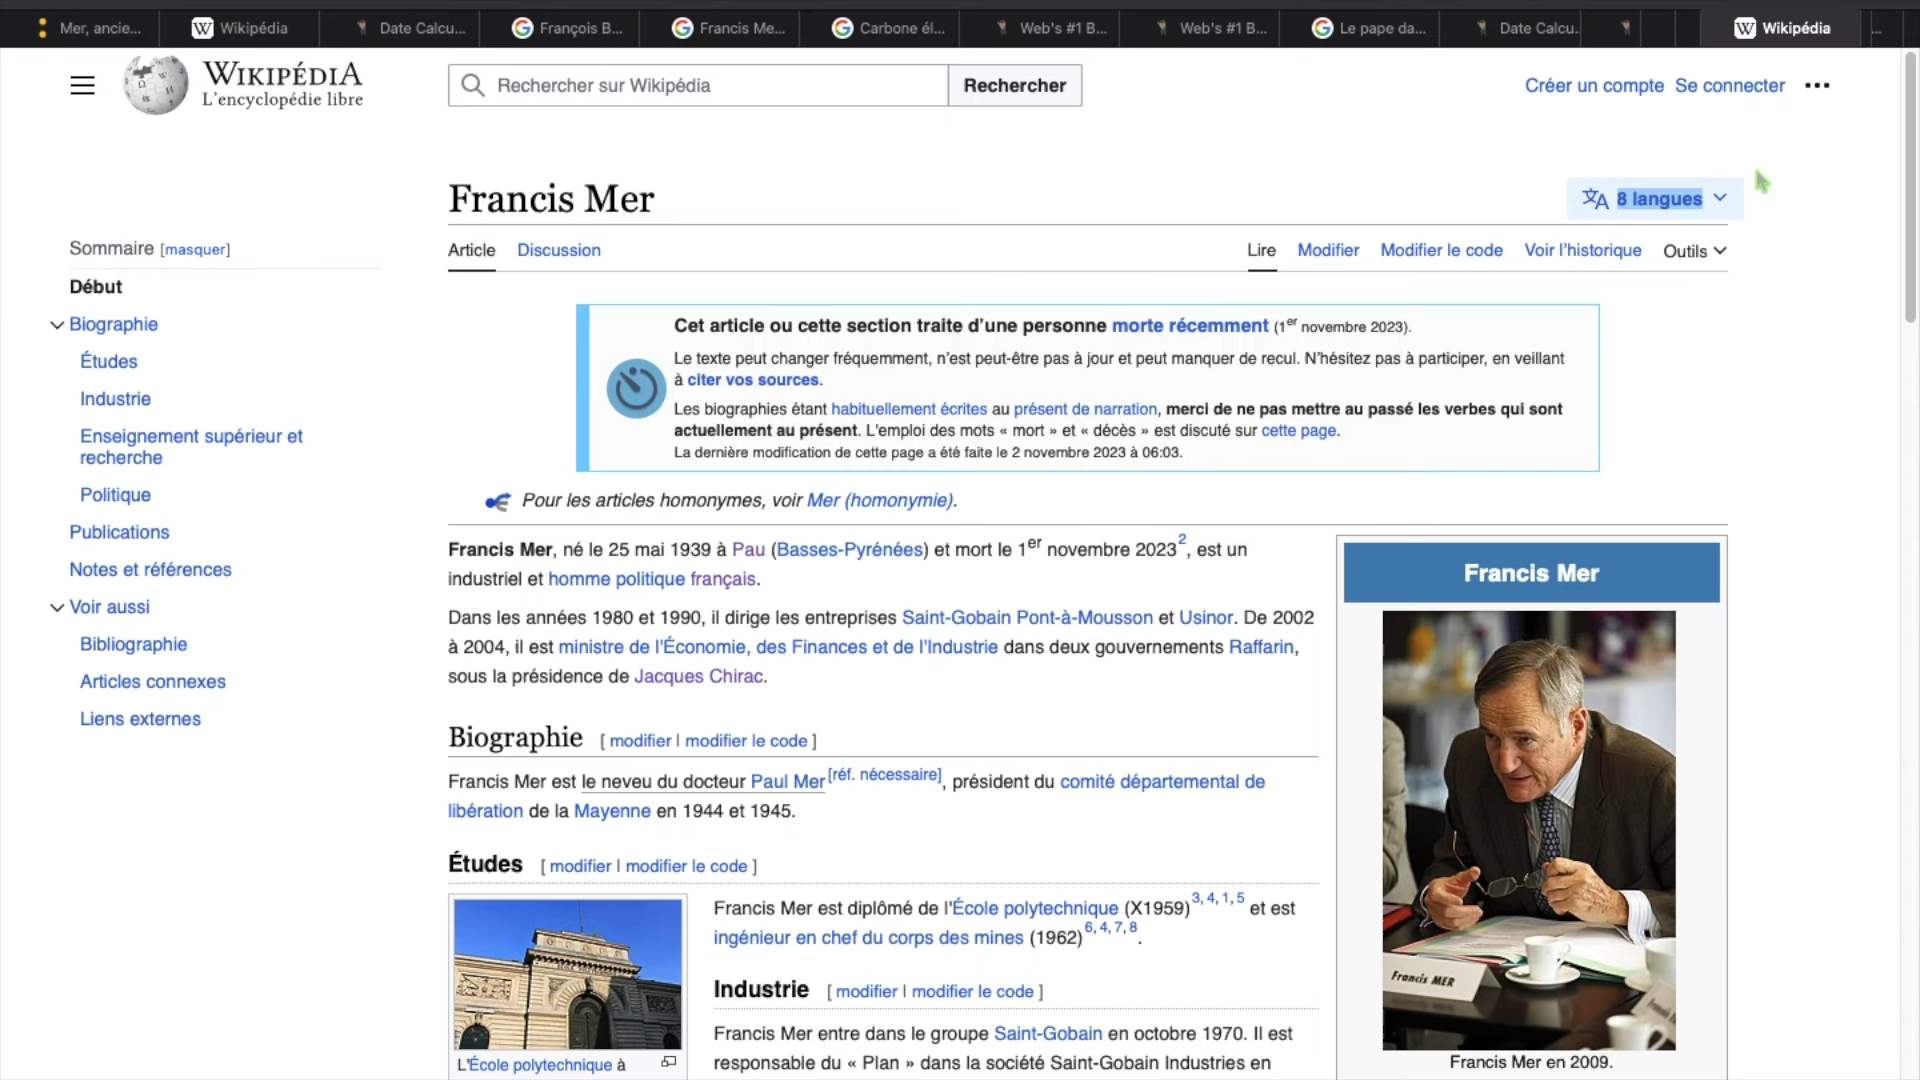 Mer, ancie...
Wikipédia
Date Calcu...
François B...
Francis Me...
Carbone él...
Web's #1 B...
Web's #1 B...
Le pape da...
Date Calcu.
Wikipédia
...
WIKIPÉDIA
L'encyclopédie libre
Rechercher sur Wikipédia
Rechercher
Créer un compte
Se connecter
Francis Mer
8 langues
Article
Discussion
Lire
Modifier
Modifier le code
Voir l'historique
Outils
Sommaire [masquer]
Début
Biographie
Études
Industrie
Enseignement supérieur et
recherche
Politique
Publications
Notes et références
Voir aussi
Bibliographie
Articles connexes
Liens externes
Cet article ou cette section traite d'une personne morte récemment (1er novembre 2023).
Le texte peut changer fréquemment, n'est peut-être pas à jour et peut manquer de recul. N'hésitez pas à participer, en veillant
à citer vos sources.
Les biographies étant habituellement écrites au présent de narration, merci de ne pas mettre au passé les verbes qui sont
actuellement au présent. L'emploi des mots « mort » et « décès » est discuté sur cette page.
La dernière modification de cette page a été faite le 2 novembre 2023 à 06:03.
Pour les articles homonymes, voir Mer (homonymie).
Francis Mer, né le 25 mai 1939 à Pau (Basses-Pyrénées) et mort le 1er novembre 2023 2, est un
industriel et homme politique français.
Dans les années 1980 et 1990, il dirige les entreprises Saint-Gobain Pont-à-Mousson et Usinor. De 2002
à 2004, il est ministre de l'Économie, des Finances et de l'Industrie dans deux gouvernements Raffarin,
sous la présidence de Jacques Chirac.
Biographie [ modifier | modifier le code ]
Francis Mer est le neveu du docteur Paul Mer[réf. nécessaire], président du comité départemental de
libération de la Mayenne en 1944 et 1945.
Études [ modifier | modifier le code ]
Francis Mer est diplômé de l'École polytechnique (X1959)3, 4, 1, 5 et est
ingénieur en chef du corps des mines (1962)6, 4, 7, 8.
Industrie [ modifier | modifier le code ]
Francis Mer entre dans le groupe Saint-Gobain en octobre 1970. Il est
responsable du « Plan » dans la société Saint-Gobain Industries en
L'École polytechnique à
Francis Mer
Francis MER
Francis Mer en 2009.